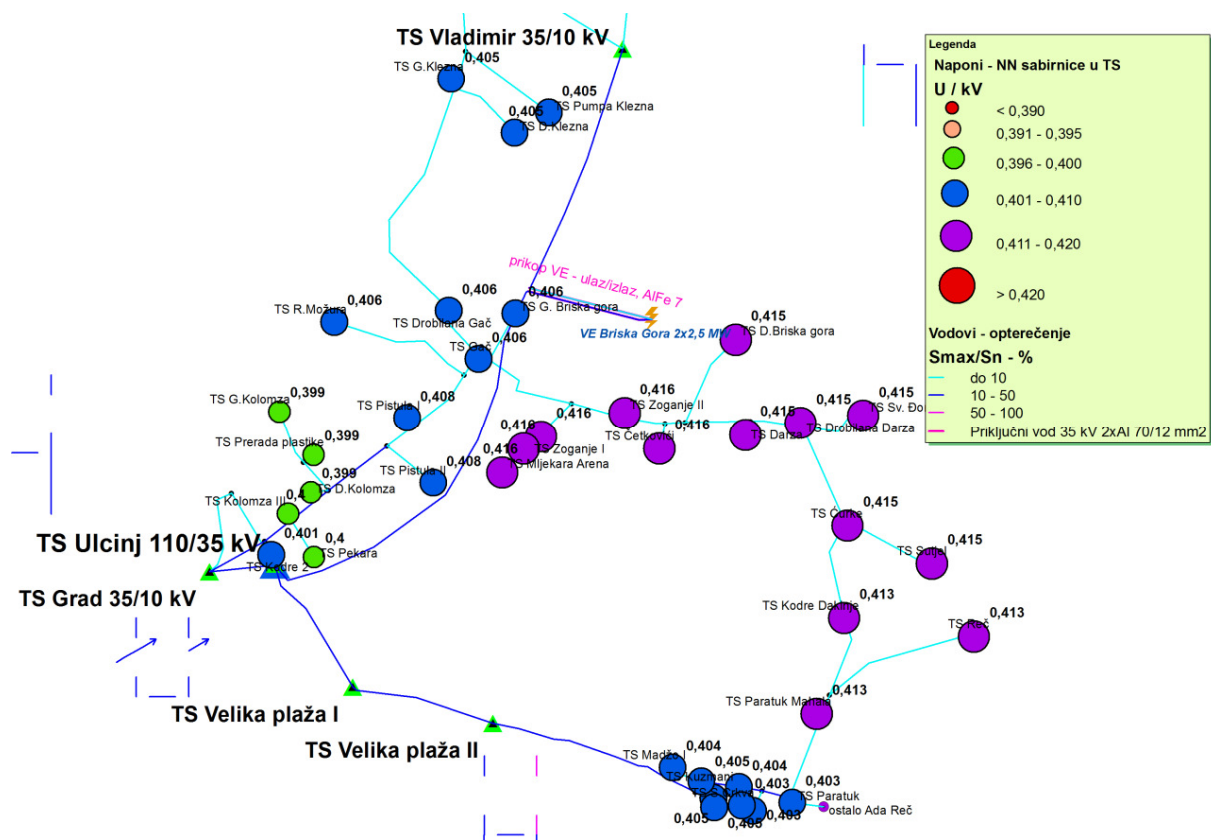 TS Vladimir 35/10 kV
0,405
TS G.Klezna
0,405
TS Pumpa Klezna
0,405
TS D.Klezna
prikop VE - ulaz/izlaz, AlFe 7
0,406
TS R.Možura
0,406
TS Drobilana Gač
0,406
TS G. Briska gora
VE Briska Gora 2x2,5 MW
0,415
TS D.Briska gora
0,406
TS Gač
0,399
TS G.Kolomza
0,408
TS Pistula I
0,416
TS Zoganje II
0,416
TS Zoganje I
0,416
TS Četkovići
0,415
TS Darza
0,415
TS Drobilana Darza
0,415
TS Sv. Đo
0,399
TS Prerada plastike
0,416
0,416
TS Mljekara Arena
0,408
TS Pistula II
0,399
TS D.Kolomza
TS Kolomza III
0,4
0,415
TS Ćurke
0,415
TS Sutjel
TS Ulcinj 110/35 kV
0,401
TS Kodre 2
0,4
TS Pekara
TS Grad 35/10 kV
0,413
TS Kodre Dakinje
0,413
TS Reč
0,413
TS Paratuk Mahala
TS Velika plaža I
TS Velika plaža II
0,404
TS Madžo I
0,405
TS Kuzmani
0,404
0,403
0,403
TS Paratuk
ostalo Ada Reč
0,405
0,405
0,403
Legenda
Naponi - NN sabirnice u TS
U / kV
< 0,390
0,391 - 0,395
0,396 - 0,400
0,401 - 0,410
0,411 - 0,420
> 0,420
Vodovi - opterečenje
Smax/Sn - %
do 10
10 - 50
50 - 100
Priključni vod 35 kV 2xAl 70/12 mm2